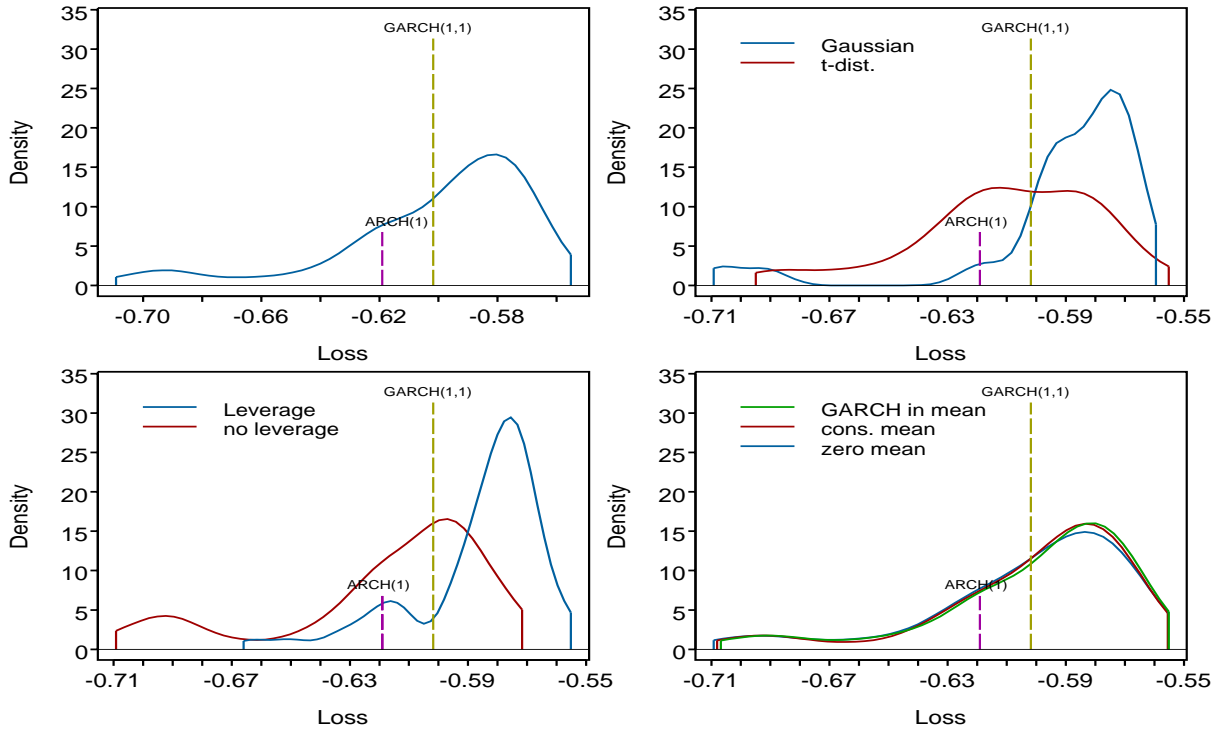 35
30
25
20
15
10
5
0
Density
GARCH(1,1)
ARCH(1)
-0.70
-0.66
-0.62
-0.58
Loss
35
30
25
20
15
10
5
0
Density
GARCH(1,1)
Gaussian
t-dist.
ARCH(1)
-0.71
-0.67
-0.63
-0.59
-0.55
Loss
35
30
25
20
15
10
5
0
Density
GARCH(1,1)
Leverage
no leverage
ARCH(1)
-0.71
-0.67
-0.63
-0.59
-0.55
Loss
35
30
25
20
15
10
5
0
Density
GARCH(1,1)
GARCH in mean
cons. mean
zero mean
ARCH(1)
-0.71
-0.67
-0.63
-0.59
-0.55
Loss